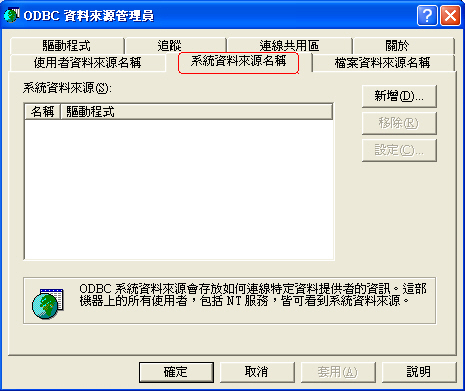 ODBC 資料來源管理員
驅動程式 追蹤 連線共用區 關於
使用者資料來源名稱 系統資料來源名稱 檔案資料來源名稱
系統資料來源(S):
名稱 驅動程式
新增(D)...
移除(R)
設定(C)...
ODBC 系統資料來源會存放如何連線特定資料提供者的資訊。這部
機器上的所有使用者，包括 NT 服務，皆可看到系統資料來源。
確定 取消 套用(A) 說明